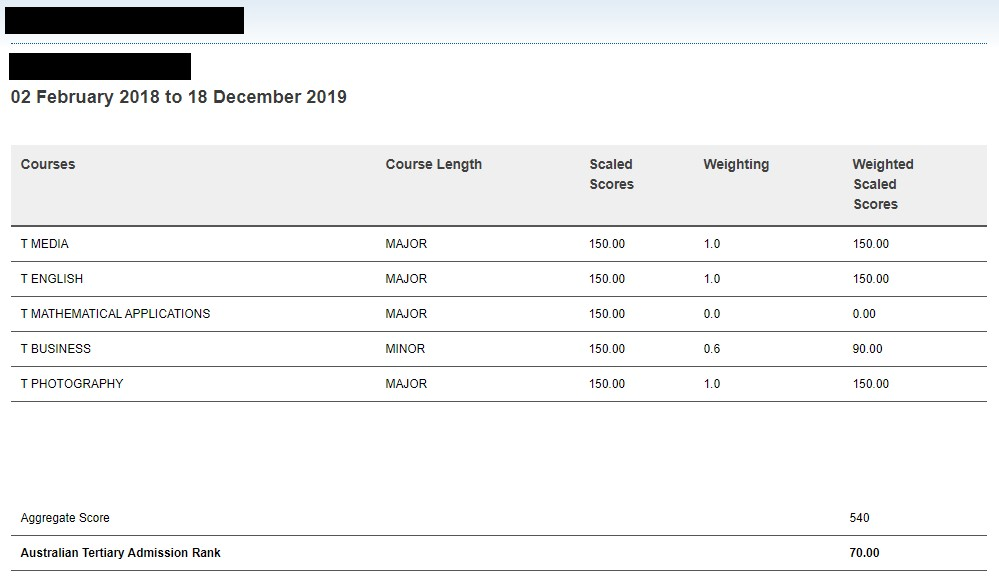 02 February 2018 to 18 December 2019
Courses Course Length Scaled Scores Weighting Weighted Scaled Scores
T MEDIA MAJOR 150.00 1.0 150.00
T ENGLISH MAJOR 150.00 1.0 150.00
T MATHEMATICAL APPLICATIONS MAJOR 150.00 0.0 0.00
T BUSINESS MINOR 150.00 0.6 90.00
T PHOTOGRAPHY MAJOR 150.00 1.0 150.00
Aggregate Score 540
Australian Tertiary Admission Rank 70.00